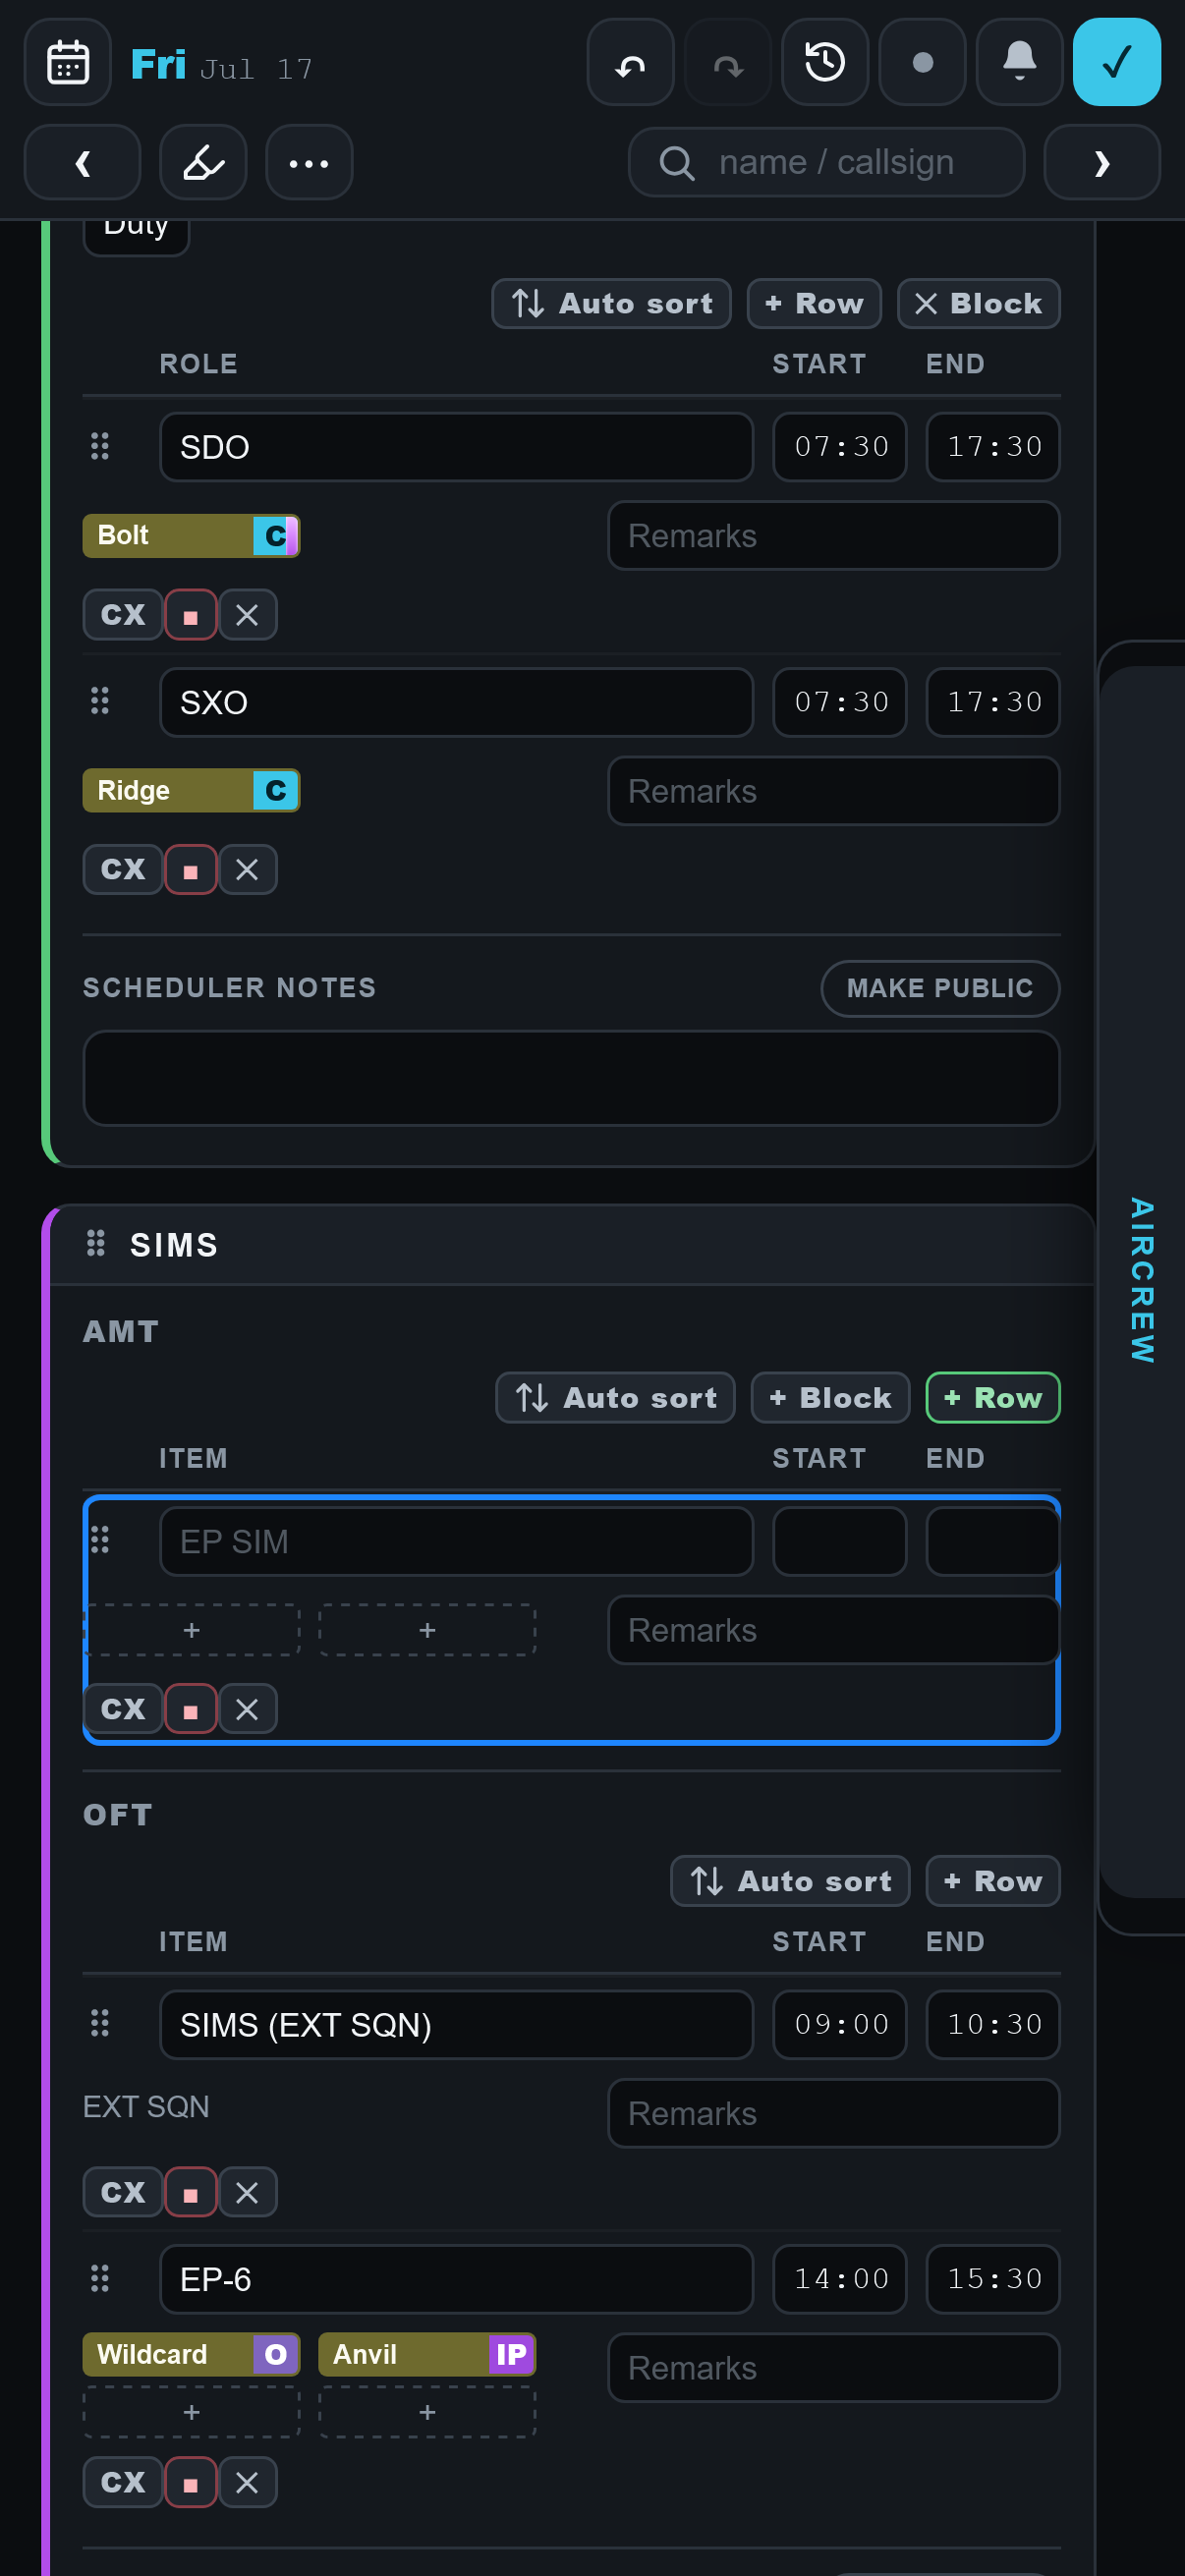 Fri Jul 17
name / callsign
Duty
Auto sort + Row × Block
ROLE START END
SDO 07:30 17:30
Bolt C Remarks
CX ×
SXO 07:30 17:30
Ridge C Remarks
CX ×
SCHEDULER NOTES MAKE PUBLIC
SIMS
AMT
Auto sort + Block + Row
ITEM START END
EP SIM
+ + Remarks
CX ×
OFT
Auto sort + Row
ITEM START END
SIMS (EXT SQN) 09:00 10:30
EXT SQN Remarks
CX ×
EP-6 14:00 15:30
Wildcard O Anvil IP Remarks
+ +
CX ×
AIRCREW